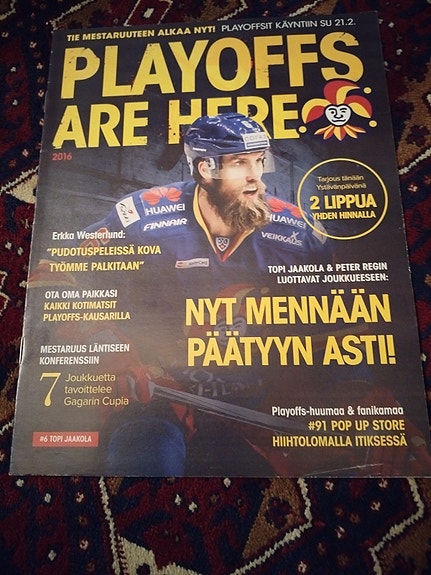 TIE MESTARUUTEEN ALKAA NYT! PLAYOFFSIT KÄYNTIIN SU 21.2.
PLAYOFFS
ARE HERE
2016
Tarjous tänään
Ystävänpäivänä
2 LIPPUA
YHDEN HINNALLA
HUAWEI
HUAWEI
FINNAIR
VEIKKAUS
Erkka Westerlund:
"PUDOTUSPELEISSÄ KOVA
TYÖMME PALKITAAN"
TOPI JAAKOLA & PETER REGIN
LUOTTAVAT JOUKKUEESEEN:
NYT MENNÄÄN
PÄÄTYYN ASTI!
OTA OMA PAIKKASI
KAIKKI KOTIMATSIT
PLAYOFFS-KAUSARILLA
MESTARUUS LÄNTISEEN
KONFERENSSIIN
7 Joukkuetta
tavoittelee
Gagarin Cupia
Playoffs-huumaa & fanikamaa
#91 POP UP STORE
HIIHTOLOMALLA ITIKSESSÄ
#6 TOPI JAAKOLA